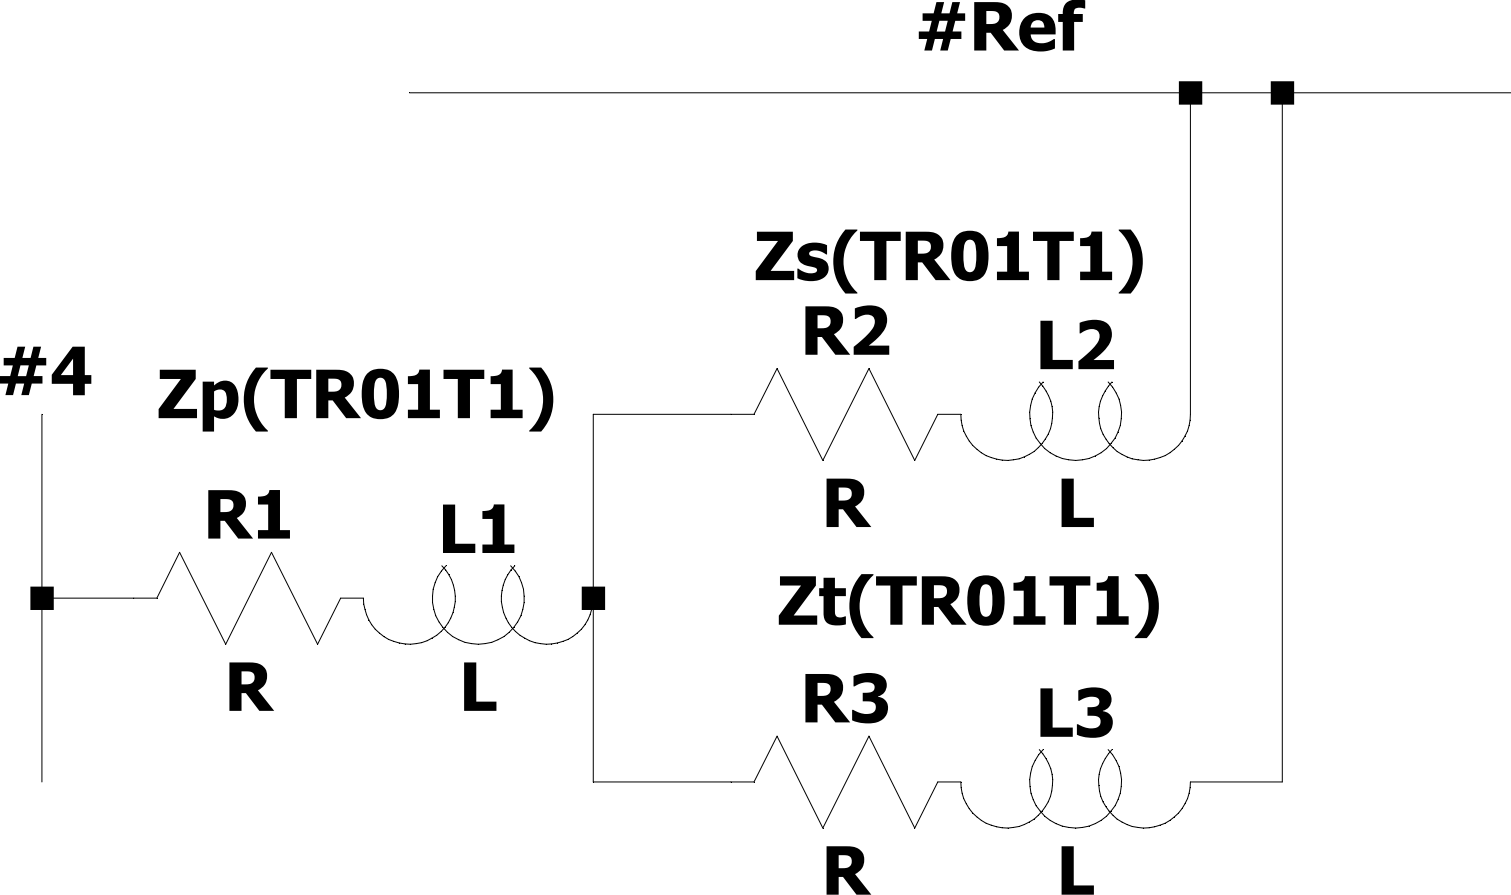 #Ref
Zs(TR01T1)
R2
L2
#4
Zp(TR01T1)
R
L
R1
L1
Zt(TR01T1)
R
L
R3
L3
R
L